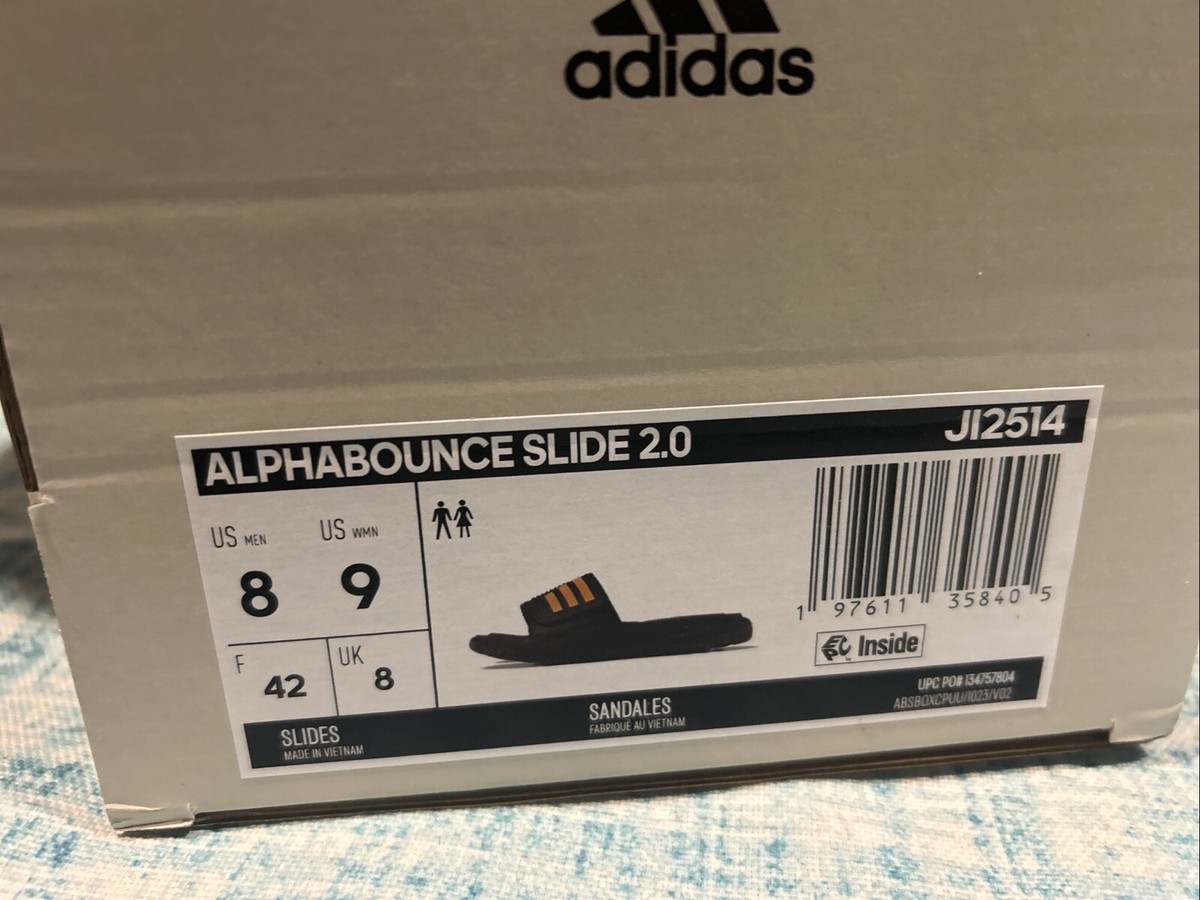 adidas
ALPHABOUNCE SLIDE 2.0
JI2514
US MEN
8
US WMN
9
F
42
UK
8
1 97611 35840 5
EPC Inside
SLIDES
MADE IN VIETNAM
SANDALES
FABRIQUÉ AU VIETNAM
UPC PO# 134757804
ABSBOXCPUU/1023/V02